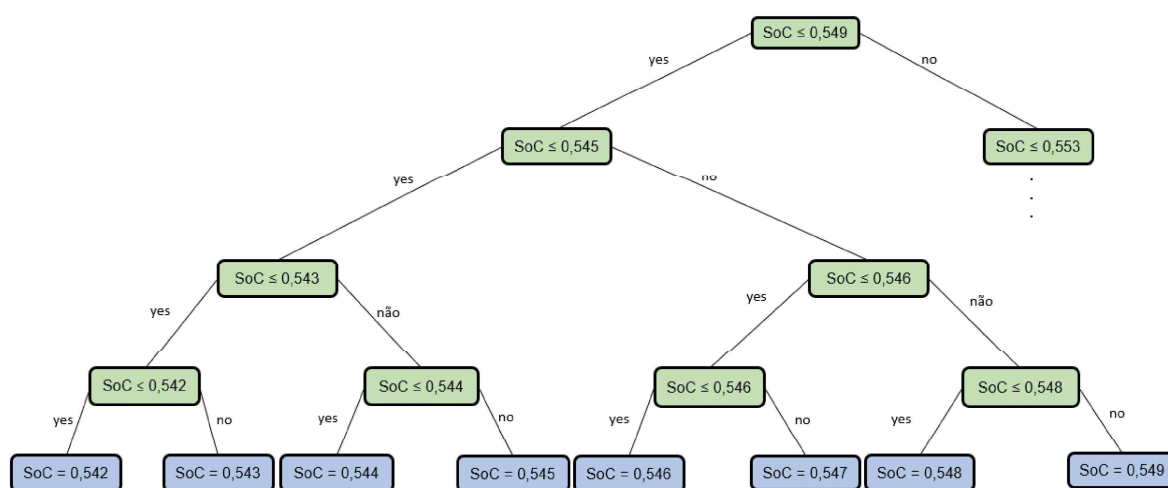 SoC ≤ 0,549
yes
no
SoC ≤ 0,545
SoC ≤ 0,553
yes
no
SoC ≤ 0,543
SoC ≤ 0,546
yes
não
yes
não
SoC ≤ 0,542
SoC ≤ 0,544
SoC ≤ 0,546
SoC ≤ 0,548
yes
no
yes
no
yes
no
yes
no
SoC = 0,542
SoC = 0,543
SoC = 0,544
SoC = 0,545
SoC = 0,546
SoC = 0,547
SoC = 0,548
SoC = 0,549